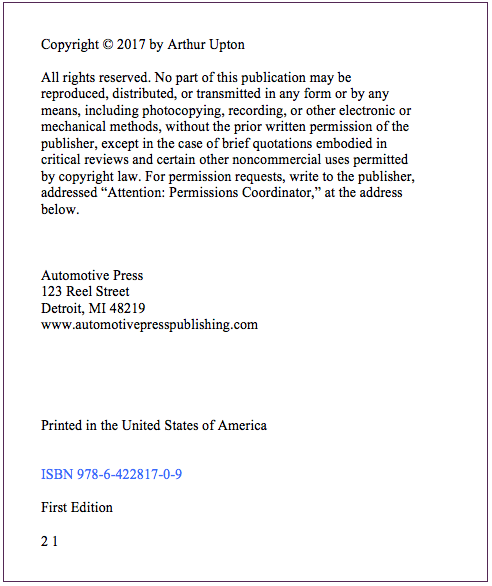 Copyright © 2017 by Arthur Upton
All rights reserved. No part of this publication may be
reproduced, distributed, or transmitted in any form or by any
means, including photocopying, recording, or other electronic or
mechanical methods, without the prior written permission of the
publisher, except in the case of brief quotations embodied in
critical reviews and certain other noncommercial uses permitted
by copyright law. For permission requests, write to the publisher,
addressed “Attention: Permissions Coordinator,” at the address
below.
Automotive Press
123 Reel Street
Detroit, MI 48219
www.automotivepresspublishing.com
Printed in the United States of America
ISBN 978-6-422817-0-9
First Edition
2 1